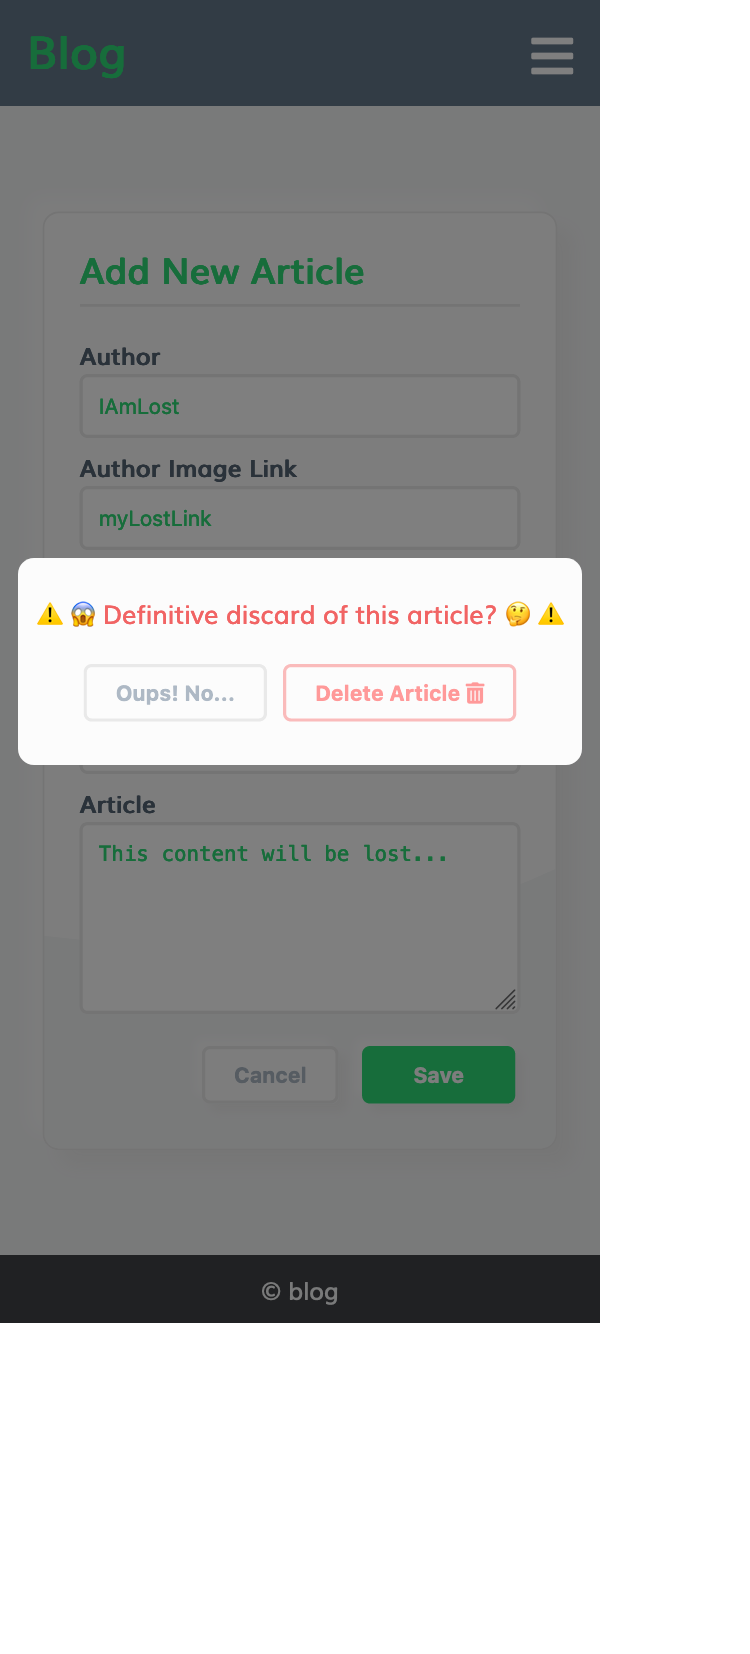 Blog
Add New Article
Author
IAmLost
Author Image Link
myLostLink
⚠️ 😱 Definitive discard of this article? 🤔 ⚠️
Oups! No... Delete Article
Article
This content will be lost...
Cancel Save
© blog